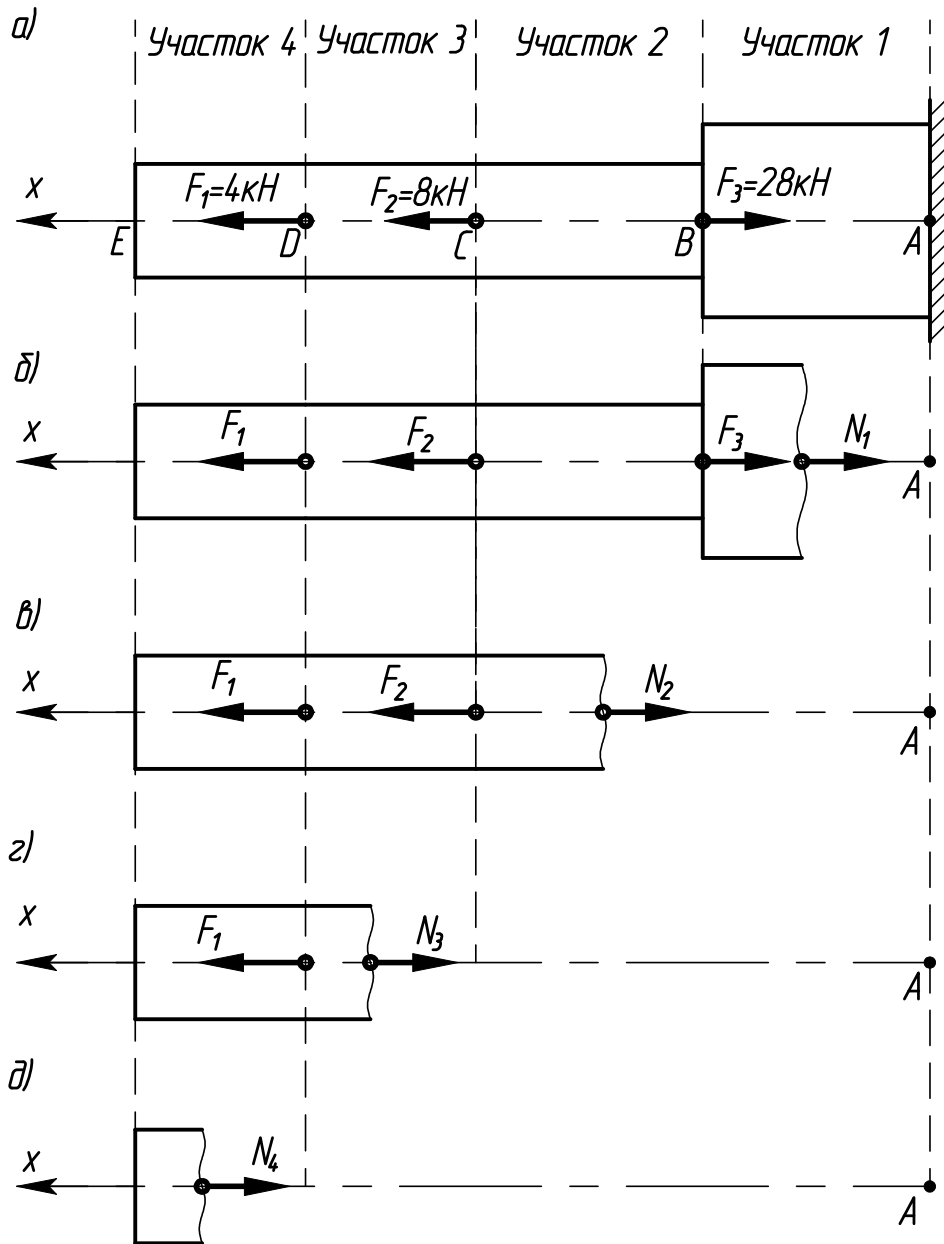 а)
Участок 4 Участок 3 Участок 2 Участок 1
x F₁=4кН F₂=8кН F₃=28кН
E D C B A
б)
x F₁ F₂ F₃ N₁
A
в)
x F₁ F₂ N₂
A
г)
x F₁ N₃
A
д)
x N₄
A